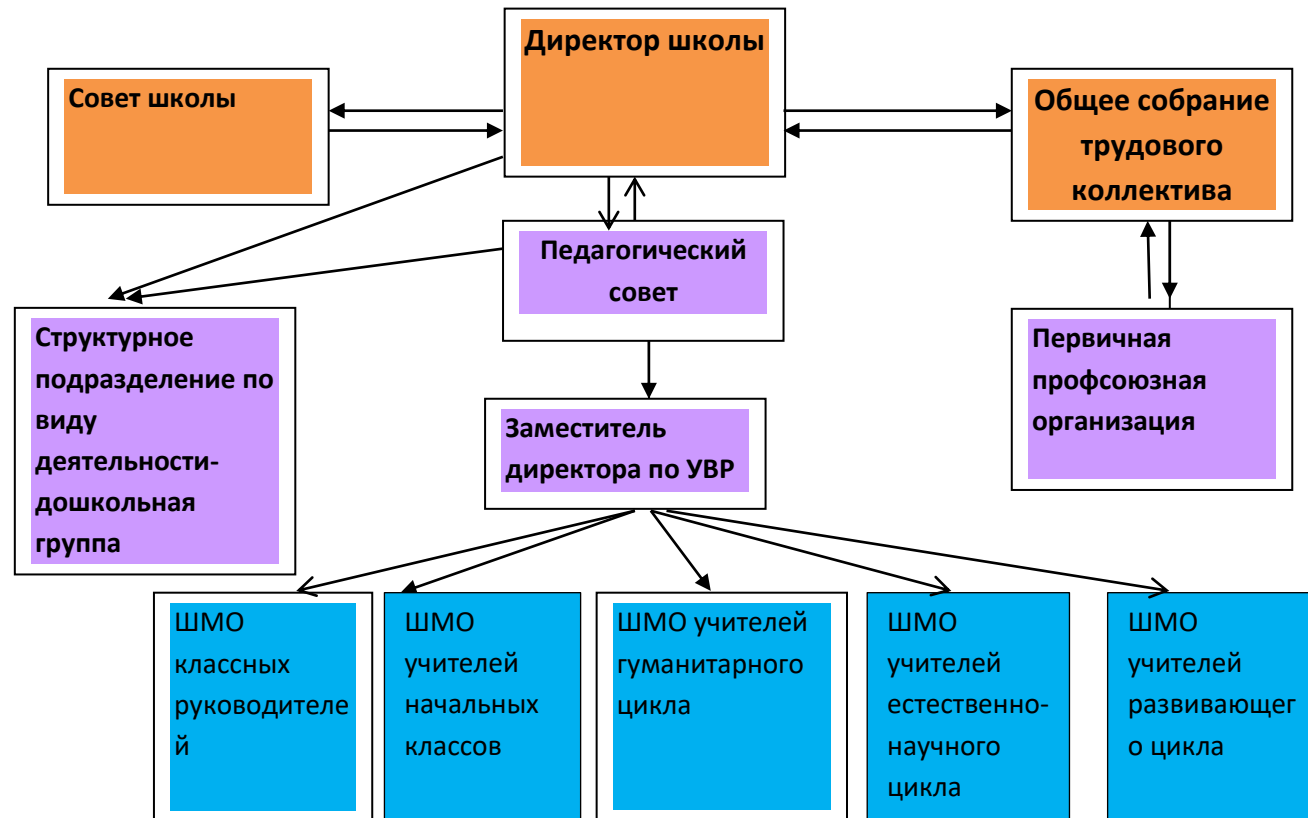 Директор школы
Совет школы
Общее собрание
трудового
коллектива
Педагогический
совет
Структурное
подразделение по
виду
деятельности-
дошкольная
группа
Первичная
профсоюзная
организация
Заместитель
директора по УВР
ШМО
классных
руководителе
й
ШМО
учителей
начальных
классов
ШМО учителей
гуманитарного
цикла
ШМО
учителей
естественно-
научного
цикла
ШМО
учителей
развивающег
о цикла